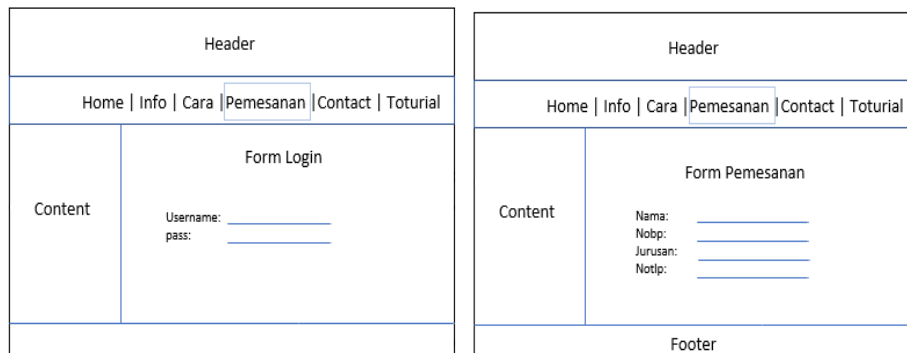 Header
Home | Info | Cara | Pemesanan | Contact | Toturial
Form Login
Content
Username:
pass:
Header
Home | Info | Cara | Pemesanan | Contact | Toturial
Form Pemesanan
Content
Nama:
Nobp:
Jurusan:
Notlp:
Footer